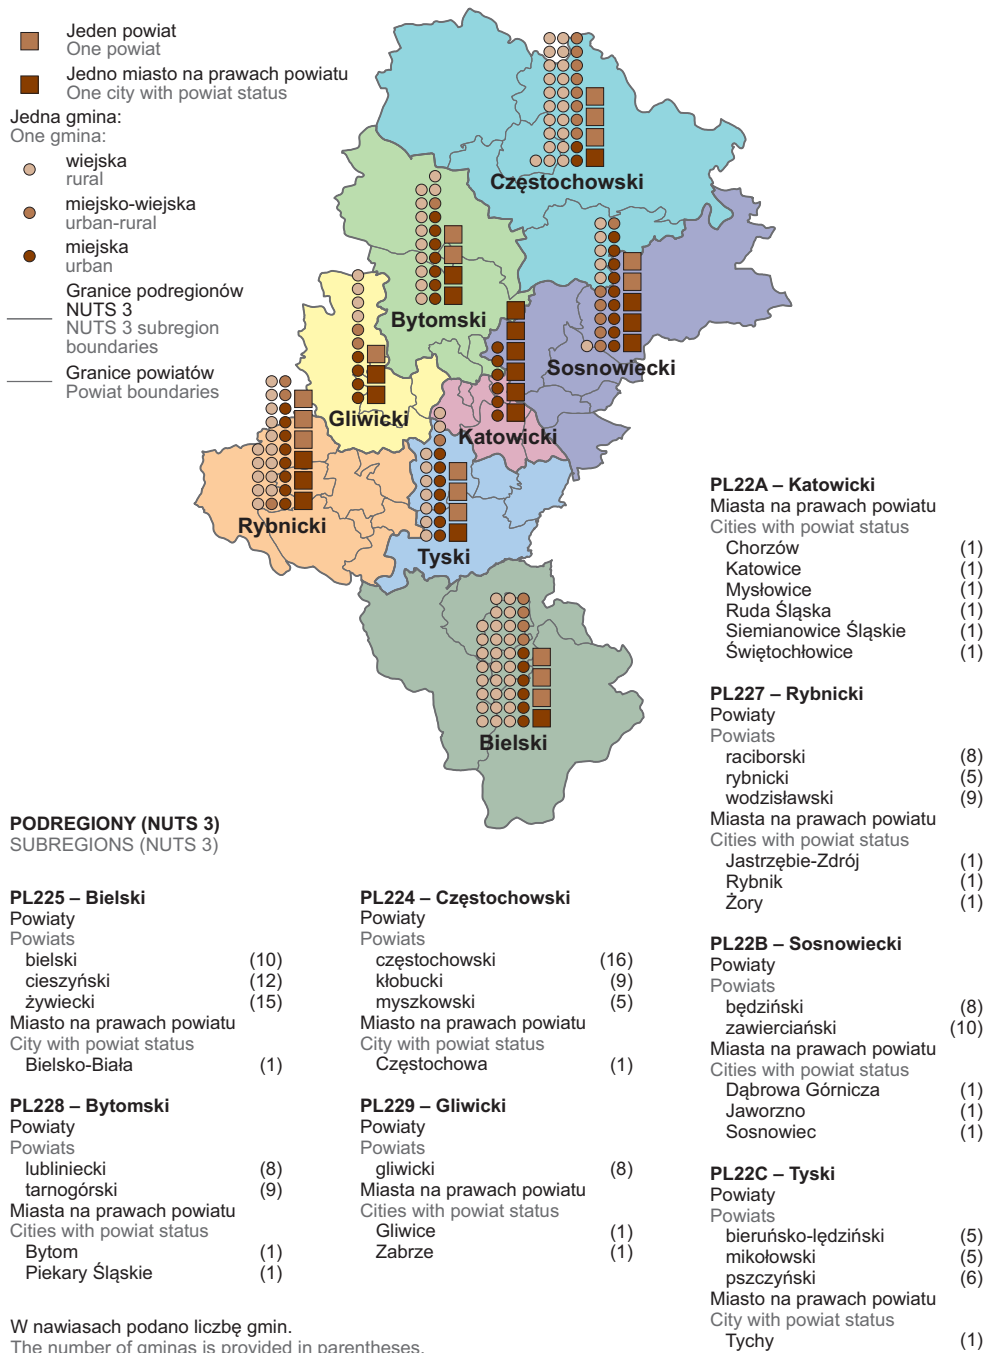 Jeden powiat
One powiat
Jedno miasto na prawach powiatu
One city with powiat status
Jedna gmina:
One gmina:
wiejska
rural
miejsko-wiejska
urban-rural
miejska
urban
Granice podregionów
NUTS 3
NUTS 3 subregion
boundaries
Granice powiatów
Powiat boundaries
Częstochowski
Bytomski
Sosnowiecki
Gliwicki
Katowicki
Rybnicki
Tyski
Bielski
PODREGIONY (NUTS 3)
SUBREGIONS (NUTS 3)
PL225 – Bielski
Powiaty
Powiats
bielski (10)
cieszyński (12)
żywiecki (15)
Miasto na prawach powiatu
City with powiat status
Bielsko-Biała (1)
PL228 – Bytomski
Powiaty
Powiats
lubliniecki (8)
tarnogórski (9)
Miasta na prawach powiatu
Cities with powiat status
Bytom (1)
Piekary Śląskie (1)
PL224 – Częstochowski
Powiaty
Powiats
częstochowski (16)
kłobucki (9)
myszkowski (5)
Miasto na prawach powiatu
City with powiat status
Częstochowa (1)
PL229 – Gliwicki
Powiaty
Powiats
gliwicki (8)
Miasta na prawach powiatu
Cities with powiat status
Gliwice (1)
Zabrze (1)
PL22A – Katowicki
Miasta na prawach powiatu
Cities with powiat status
Chorzów (1)
Katowice (1)
Mysłowice (1)
Ruda Śląska (1)
Siemianowice Śląskie (1)
Świętochłowice (1)
PL227 – Rybnicki
Powiaty
Powiats
raciborski (8)
rybnicki (5)
wodzisławski (9)
Miasta na prawach powiatu
Cities with powiat status
Jastrzębie-Zdrój (1)
Rybnik (1)
Żory (1)
PL22B – Sosnowiecki
Powiaty
Powiats
będziński (8)
zawierciański (10)
Miasta na prawach powiatu
Cities with powiat status
Dąbrowa Górnicza (1)
Jaworzno (1)
Sosnowiec (1)
PL22C – Tyski
Powiaty
Powiats
bieruńsko-lędziński (5)
mikołowski (5)
pszczyński (6)
Miasto na prawach powiatu
City with powiat status
Tychy (1)
W nawiasach podano liczbę gmin.
The number of gminas is provided in parentheses.